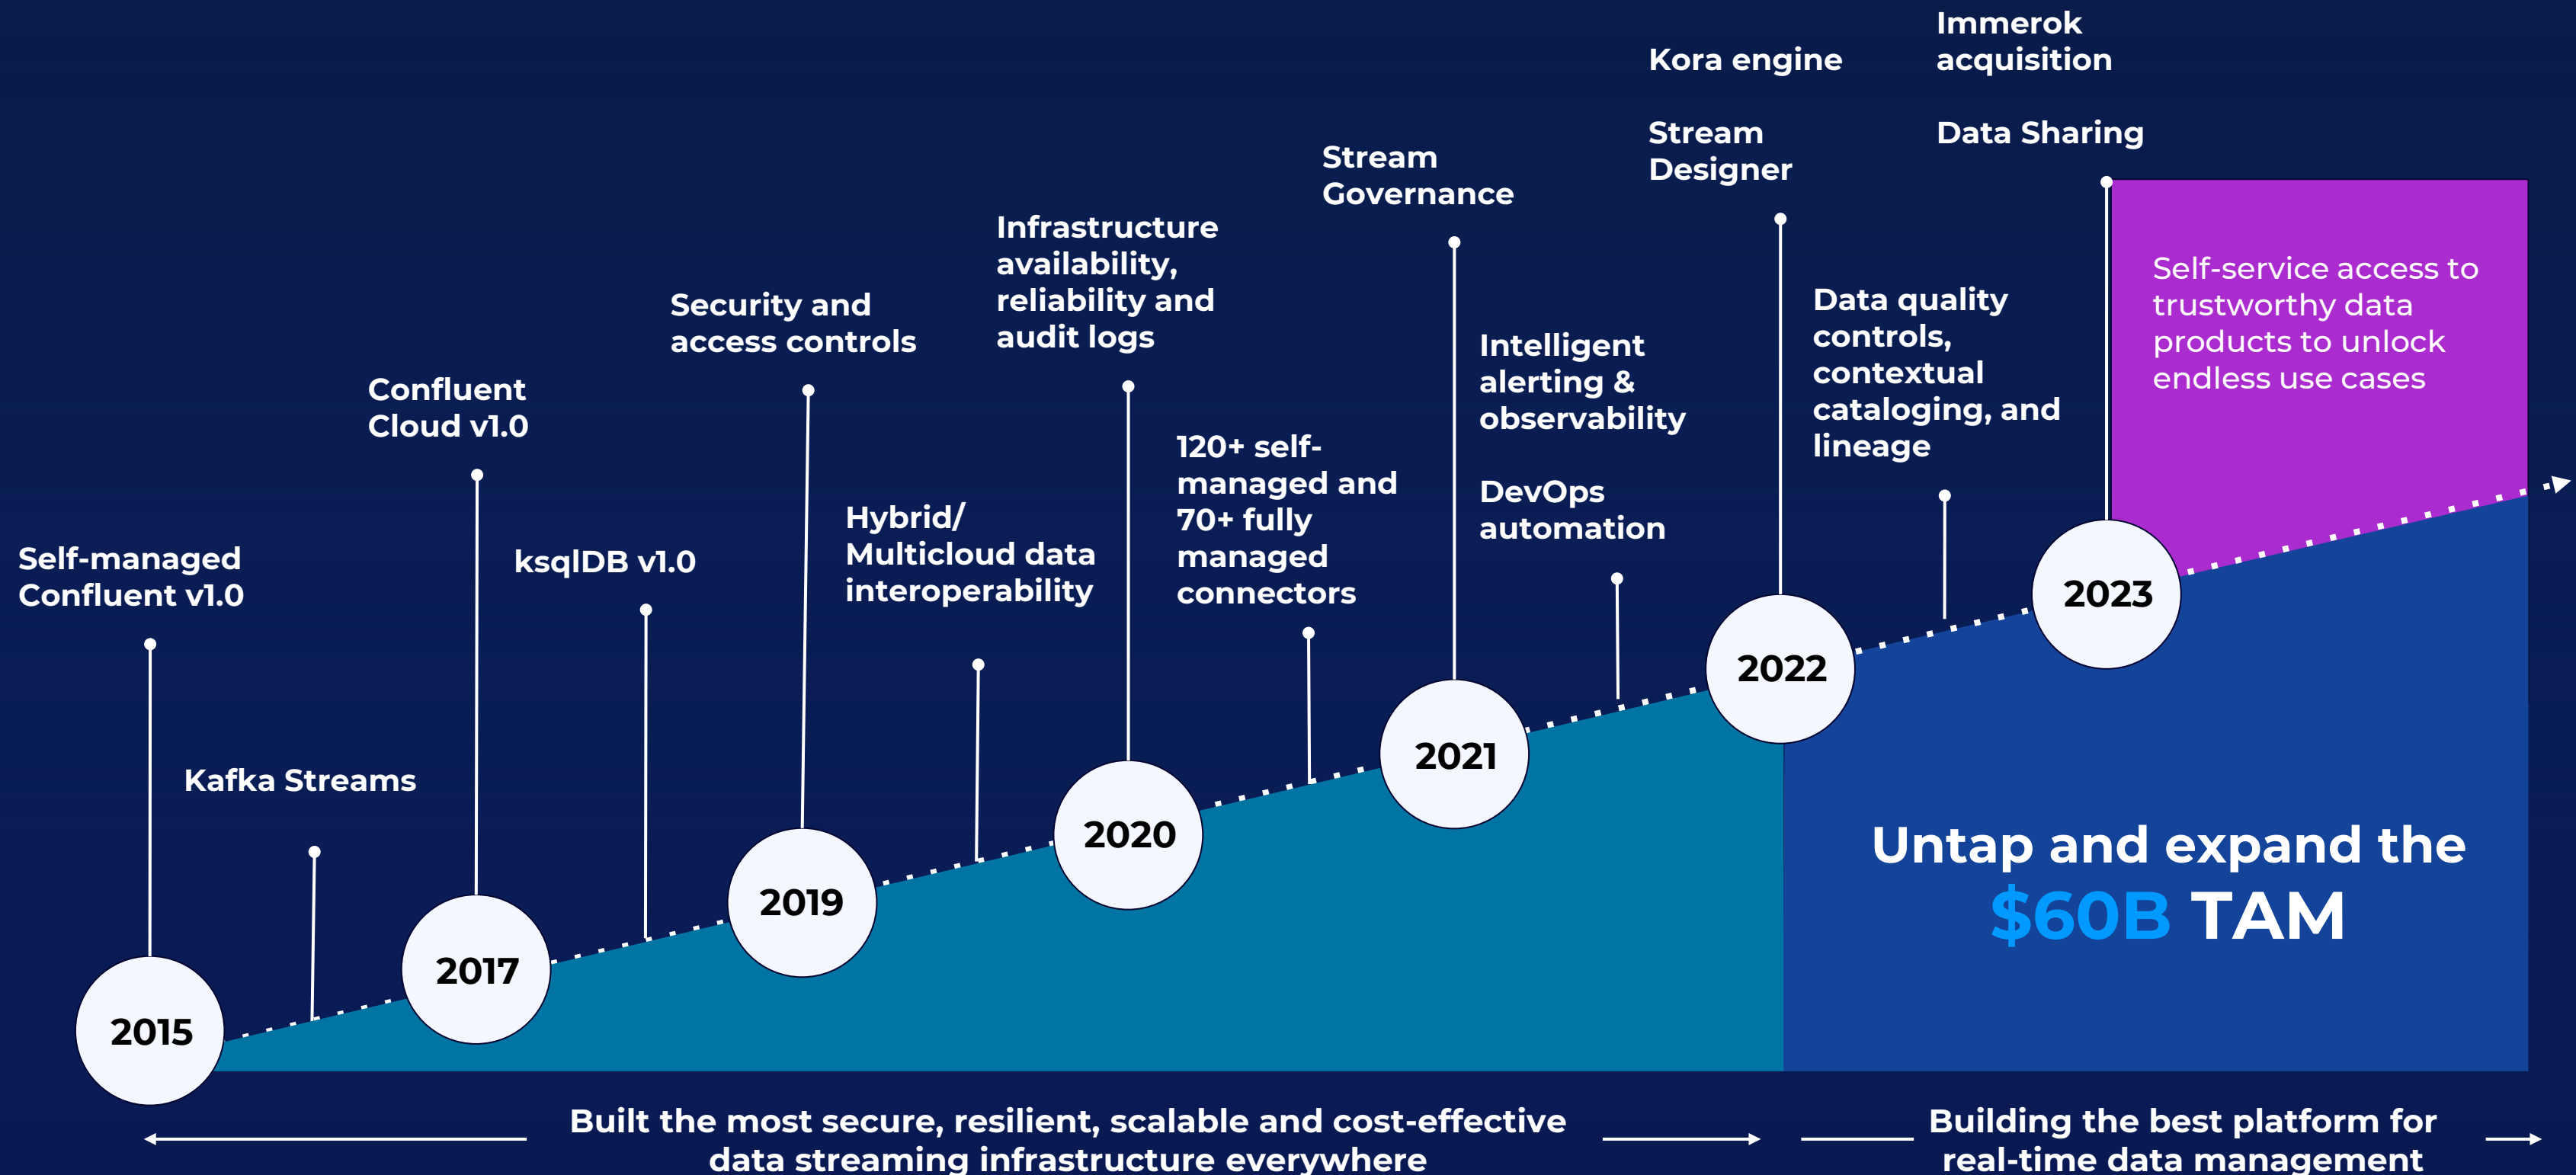 Self-managed
Confluent v1.0
Kafka Streams
Confluent
Cloud v1.0
ksqlDB v1.0
Security and
access controls
Hybrid/
Multicloud data
interoperability
Infrastructure
availability,
reliability and
audit logs
120+ self-
managed and
70+ fully
managed
connectors
Stream
Governance
Intelligent
alerting &
observability
DevOps
automation
Kora engine
Stream
Designer
Data quality
controls,
contextual
cataloging, and
lineage
Immerok
acquisition
Data Sharing
Self-service access to
trustworthy data
products to unlock
endless use cases
2015
2017
2019
2020
2021
2022
2023
Untap and expand the
$60B TAM
Built the most secure, resilient, scalable and cost-effective
data streaming infrastructure everywhere
Building the best platform for
real-time data management